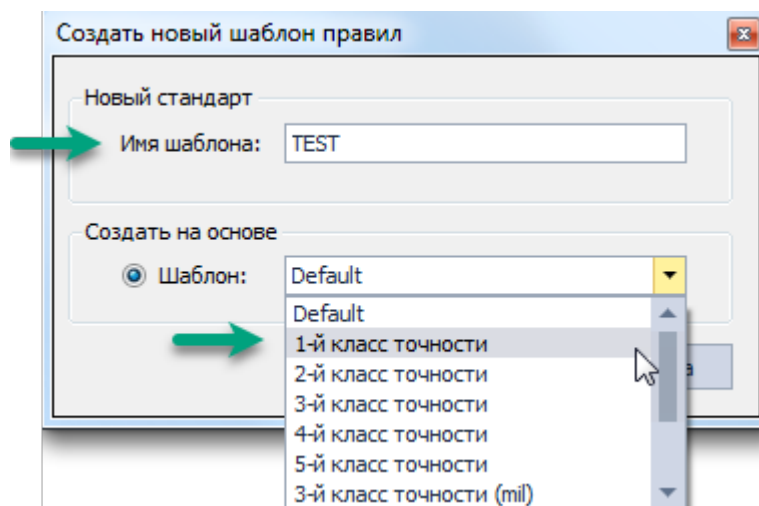 Создать новый шаблон правил
Новый стандарт
Имя шаблона: TEST
Создать на основе
Шаблон: Default
Default
1-й класс точности
2-й класс точности
3-й класс точности
4-й класс точности
5-й класс точности
3-й класс точности (mil)